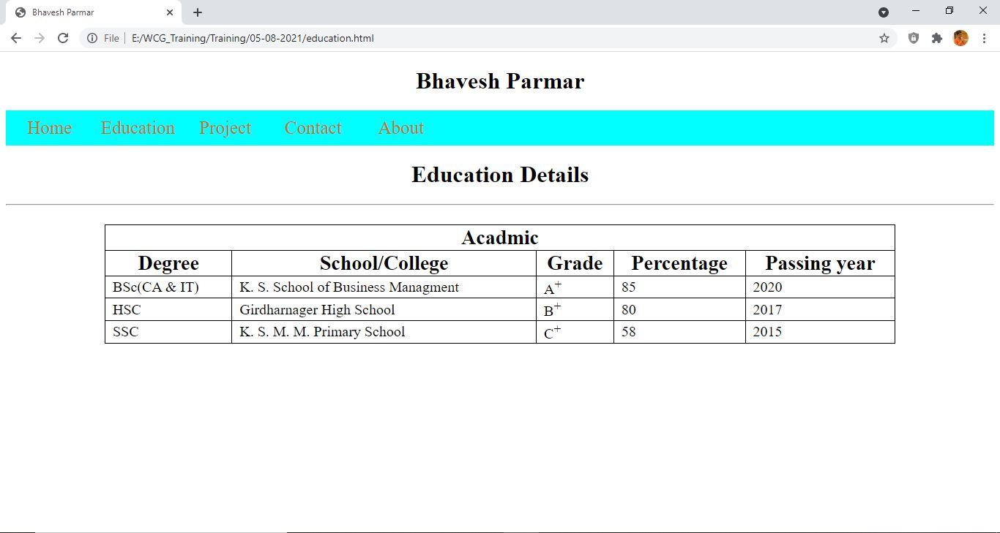 Bhavesh Parmar
File | E:/WCG_Training/Training/05-08-2021/education.html
Bhavesh Parmar
Home Education Project Contact About
Education Details
Acadmic
Degree School/College Grade Percentage Passing year
BSc(CA & IT) K. S. School of Business Managment A+ 85 2020
HSC Girdharnager High School B+ 80 2017
SSC K. S. M. M. Primary School C+ 58 2015